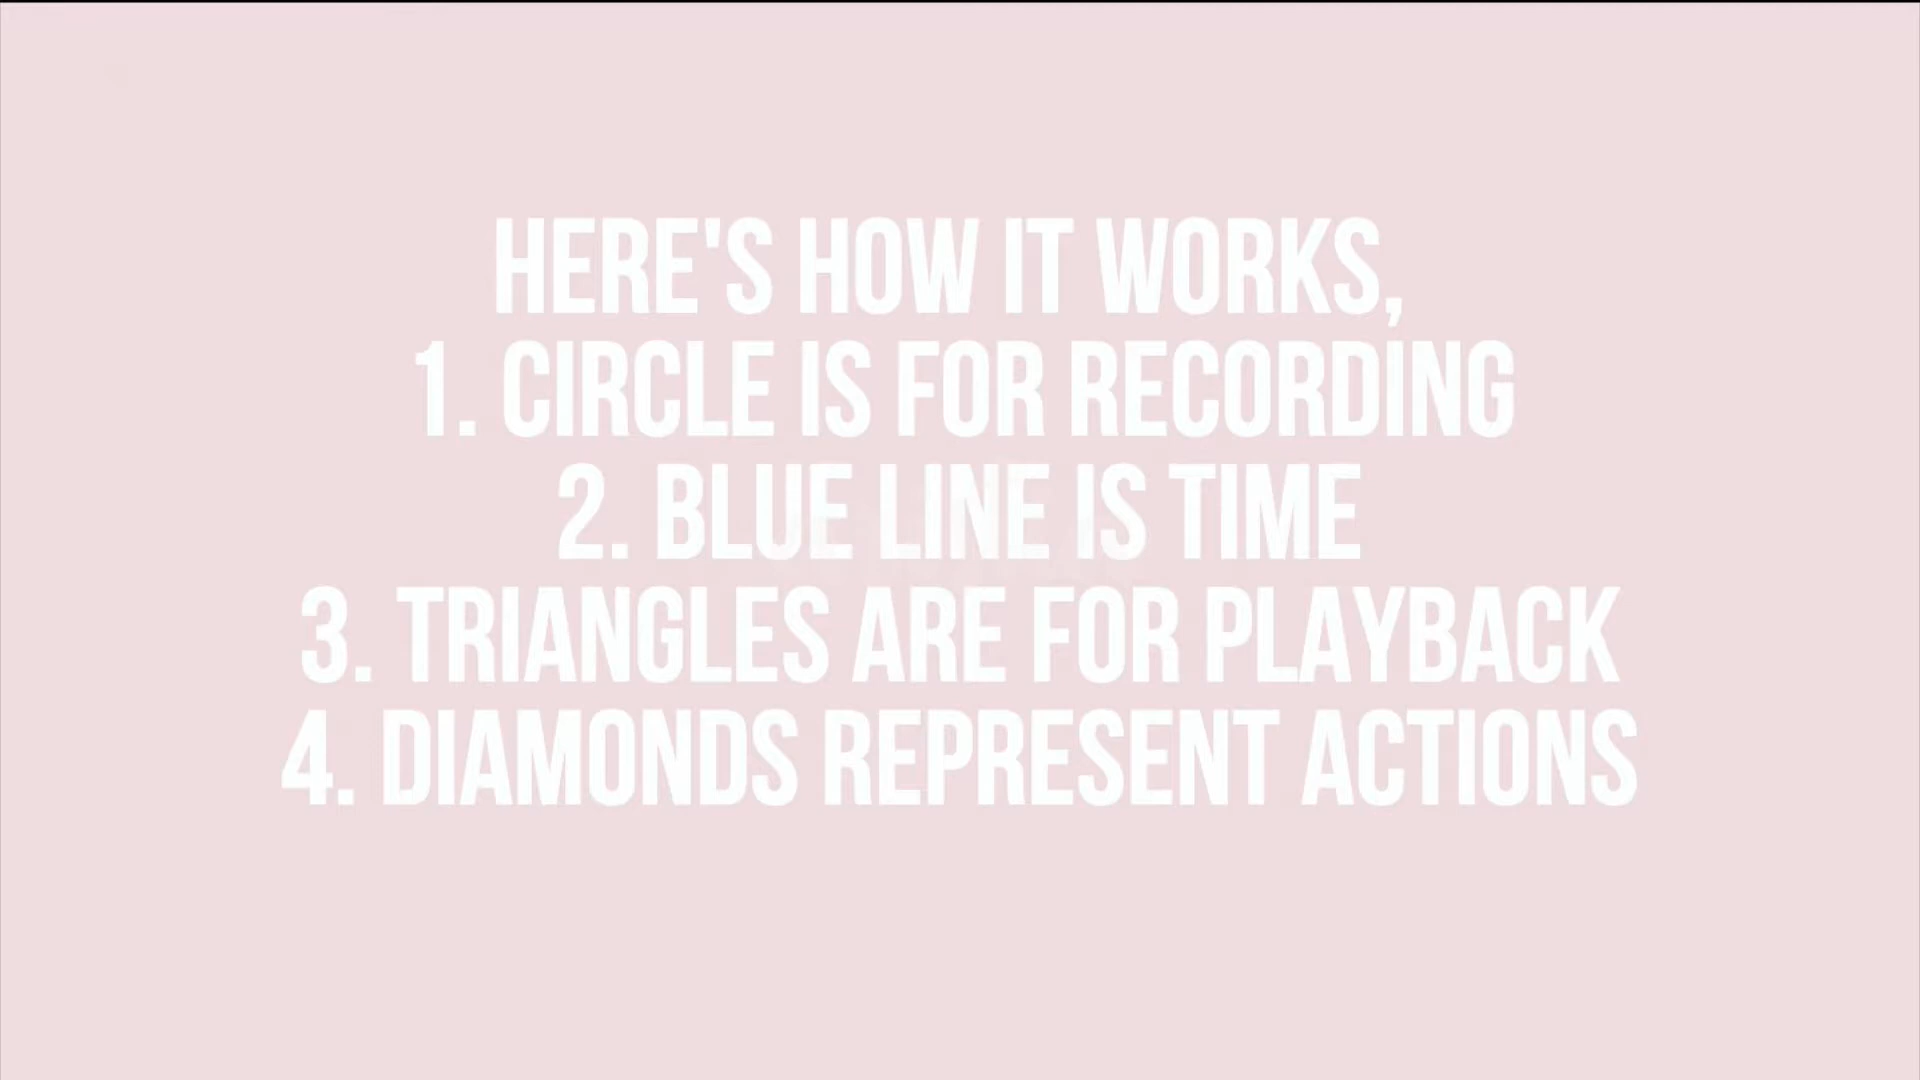 HERE'S HOW IT WORKS,
1. CIRCLE IS FOR RECORDING
2. BLUE LINE IS TIME
3. TRIANGLES ARE FOR PLAYBACK
4. DIAMONDS REPRESENT ACTIONS